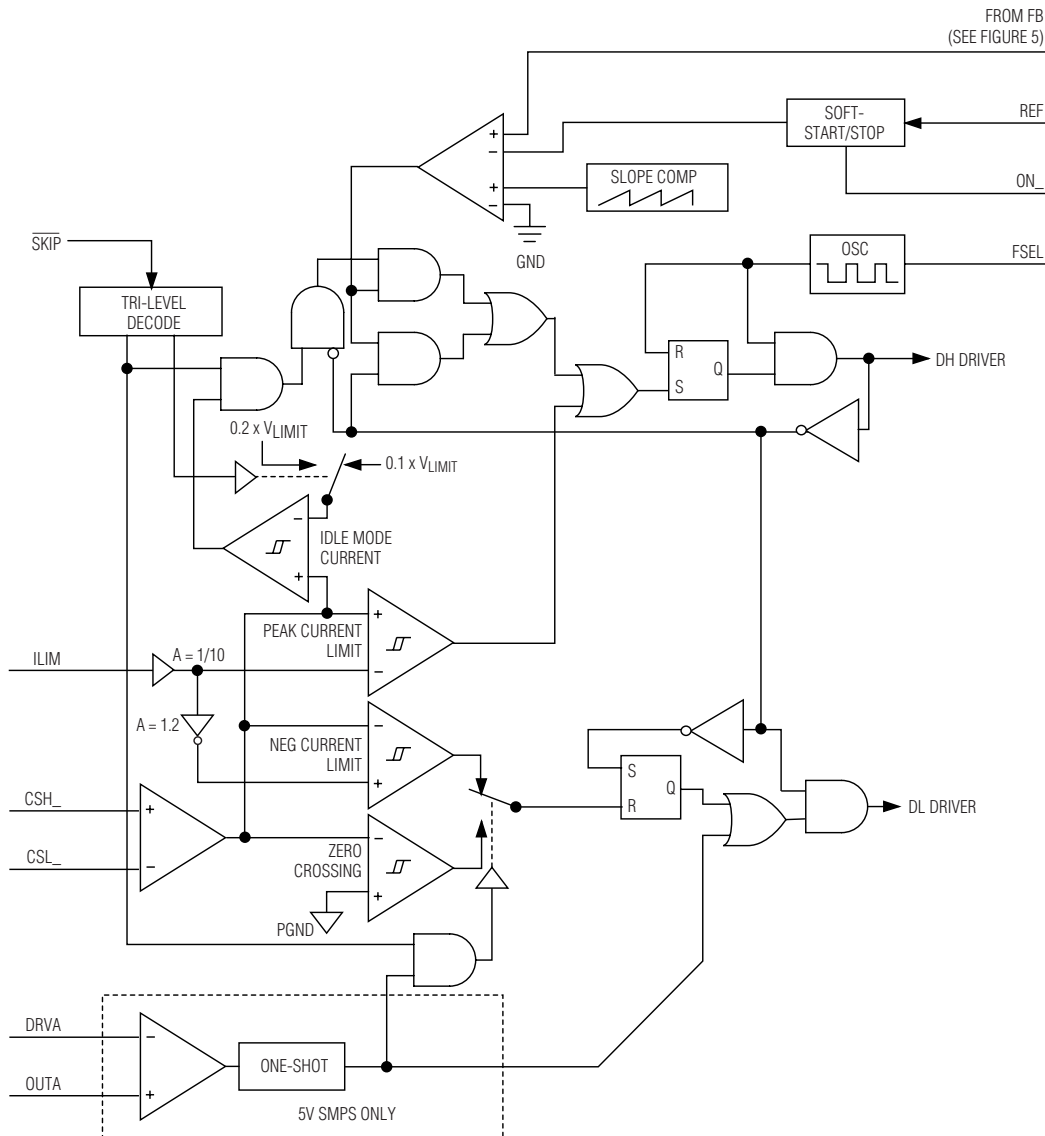 FROM FB
(SEE FIGURE 5)
SOFT-
START/STOP
REF
SLOPE COMP
ON_
+
−
+
−
SKIP
GND
OSC
FSEL
TRI-LEVEL
DECODE
R
Q
S
DH DRIVER
0.2 x VLIMIT
0.1 x VLIMIT
−
IDLE MODE
CURRENT
+
+
PEAK CURRENT
LIMIT
−
ILIM
A = 1/10
A = 1.2
−
NEG CURRENT
LIMIT
+
S
Q
R
DL DRIVER
CSH_
+
CSL_
−
−
ZERO
CROSSING
+
PGND
DRVA
−
ONE-SHOT
OUTA
+
5V SMPS ONLY